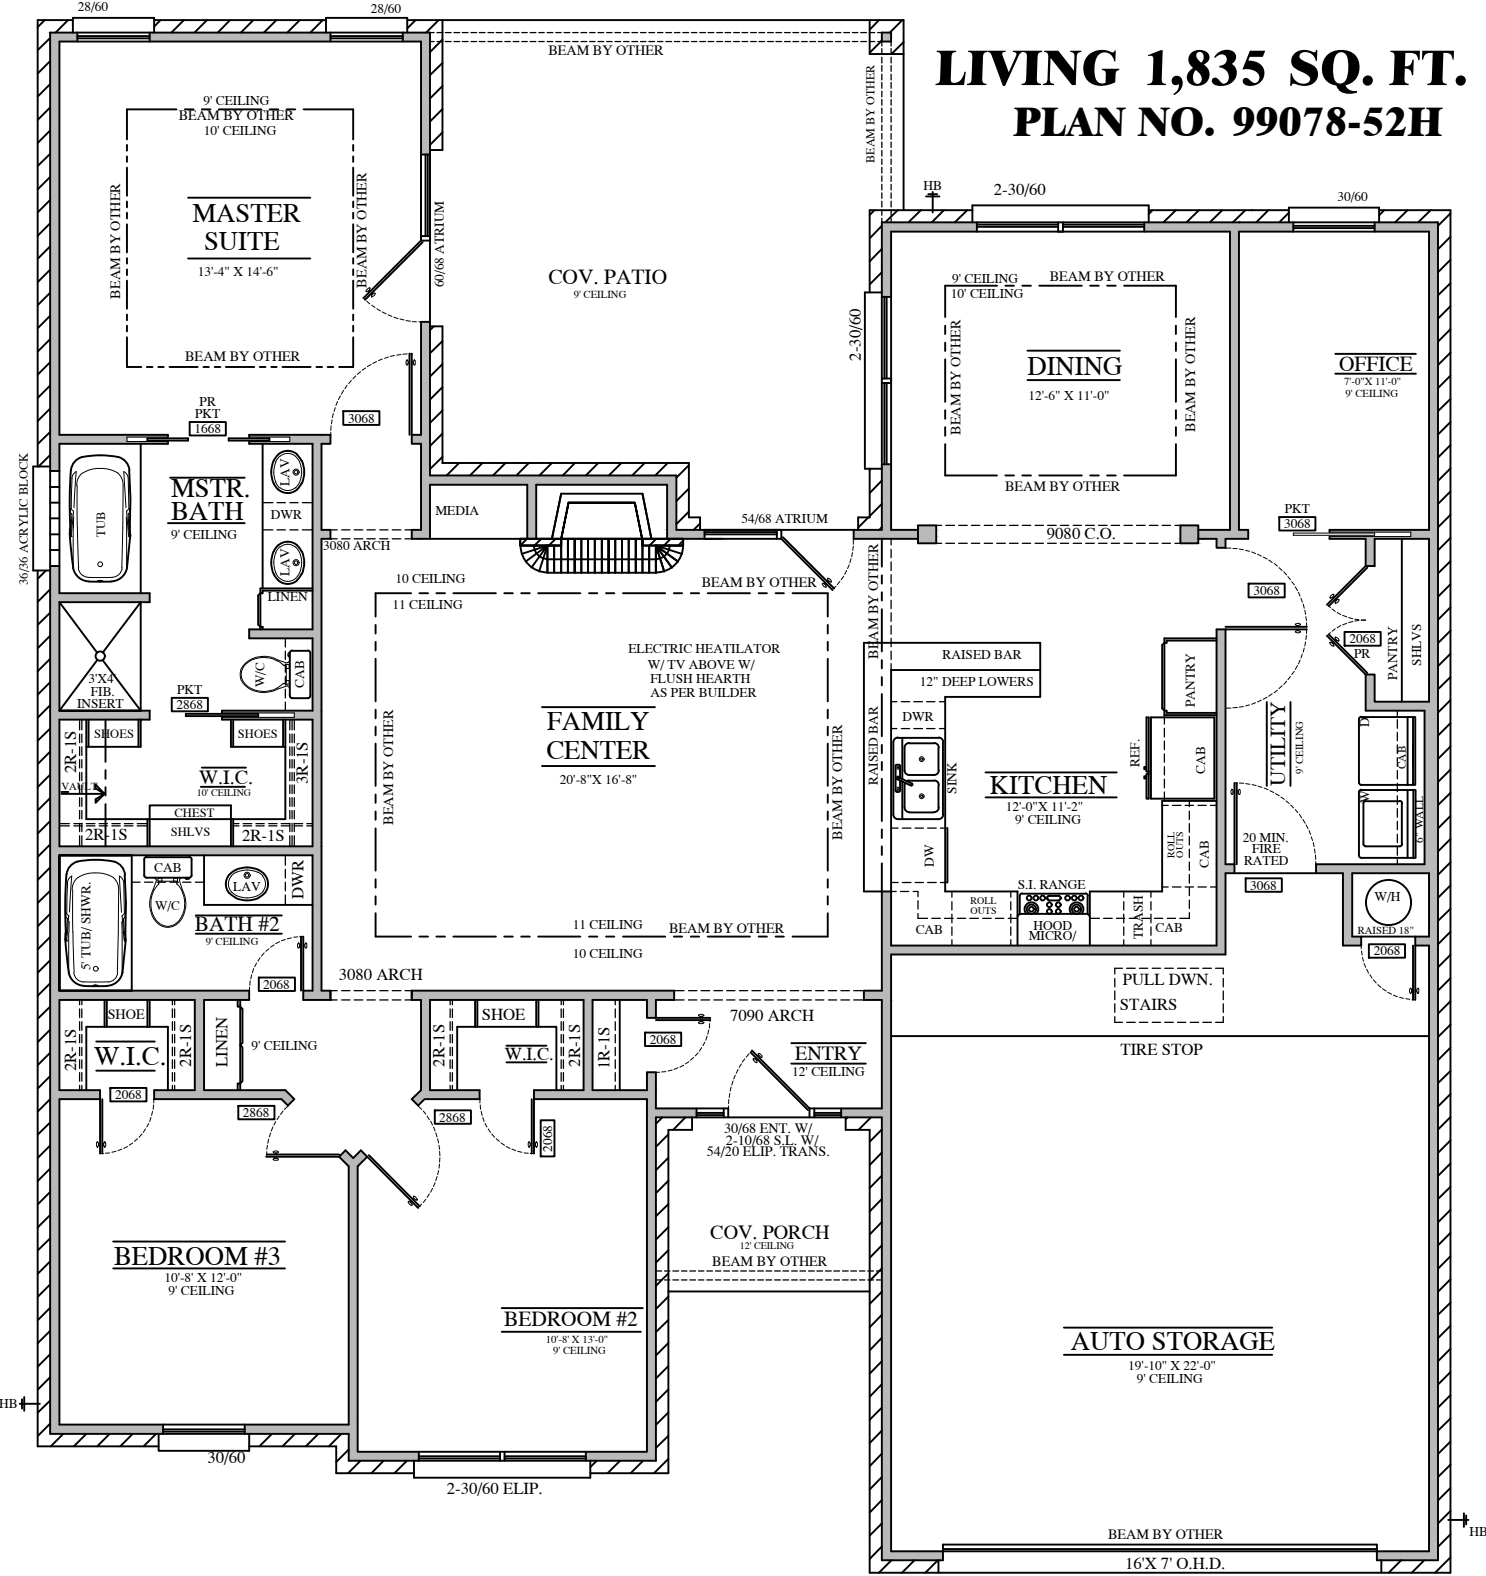 28/60
28/60
BEAM BY OTHER
LIVING 1,835 SQ. FT.
PLAN NO. 99078-52H
9' CEILING
BEAM BY OTHER
10' CEILING
BEAM BY OTHER
BEAM BY OTHER
MASTER
SUITE
13'-4" X 14'-6"
BEAM BY OTHER
60/68 ATRIUM
BEAM BY OTHER
COV. PATIO
9' CEILING
BEAM BY OTHER
HB
2-30/60
30/60
2-30/60
9' CEILING
10' CEILING
BEAM BY OTHER
BEAM BY OTHER
DINING
12'-6" X 11'-0"
BEAM BY OTHER
BEAM BY OTHER
OFFICE
7'-0"X 11'-0"
9' CEILING
PR
PKT
1668
3068
36/36 ACRYLIC BLOCK
TUB
MSTR.
BATH
9' CEILING
LAV
DWR
LAV
LINEN
MEDIA
3080 ARCH
54/68 ATRIUM
9080 C.O.
PKT
3068
10 CEILING
11 CEILING
BEAM BY OTHER
BEAM BY OTHER
3068
2068
PR
PANTRY
SHLVS
3'X4'
FIB.
INSERT
W/C
CAB
PKT
2868
ELECTRIC HEATILATOR
W/ TV ABOVE W/
FLUSH HEARTH
AS PER BUILDER
RAISED BAR
12" DEEP LOWERS
PANTRY
DWR
RAISED BAR
SHOES
SHOES
2R-1S
3R-1S
W.I.C.
10' CEILING
VAULT
CHEST
SHLVS
2R-1S
2R-1S
BEAM BY OTHER
FAMILY
CENTER
20'-8"X 16'-8"
BEAM BY OTHER
SINK
KITCHEN
12'-0"X 11'-2"
9' CEILING
REF.
CAB
UTILITY
9' CEILING
D
CAB
W
6" WALL
DW
ROLL
OUTS
CAB
20 MIN.
FIRE
RATED
3068
CAB
W/C
LAV
DWR
5' TUB/ SHWR.
BATH #2
9' CEILING
S.I. RANGE
ROLL
OUTS
CAB
HOOD
MICRO/
TRASH
CAB
W/H
RAISED 18"
2068
11 CEILING
BEAM BY OTHER
10 CEILING
3080 ARCH
2068
PULL DWN.
STAIRS
2R-1S
SHOE
2R-1S
W.I.C.
LINEN
9' CEILING
2R-1S
SHOE
2R-1S
W.I.C.
1R-1S
7090 ARCH
2068
ENTRY
12' CEILING
TIRE STOP
2068
2868
2868
2068
30/68 ENT. W/
2-10/68 S.L. W/
54/20 ELIP. TRANS.
COV. PORCH
12' CEILING
BEAM BY OTHER
BEDROOM #3
10'-8' X 12'-0"
9' CEILING
BEDROOM #2
10'-8' X 13'-0"
9' CEILING
AUTO STORAGE
19'-10" X 22'-0"
9' CEILING
HB
30/60
2-30/60 ELIP.
BEAM BY OTHER
HB
16'X 7' O.H.D.